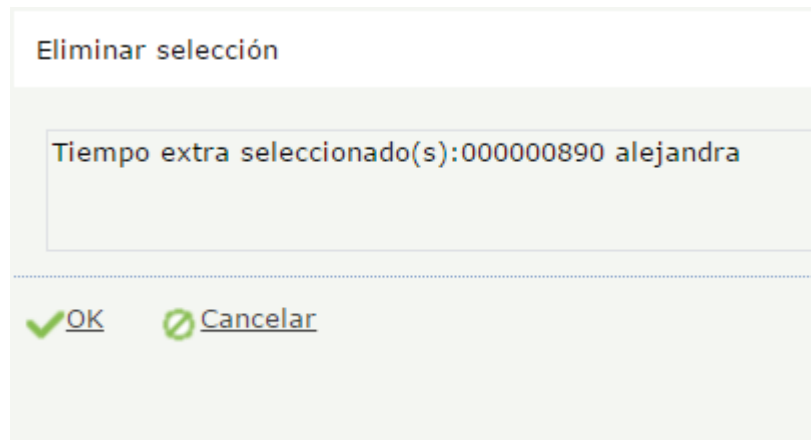 Eliminar selección
Tiempo extra seleccionado(s):000000890 alejandra
OK Cancelar